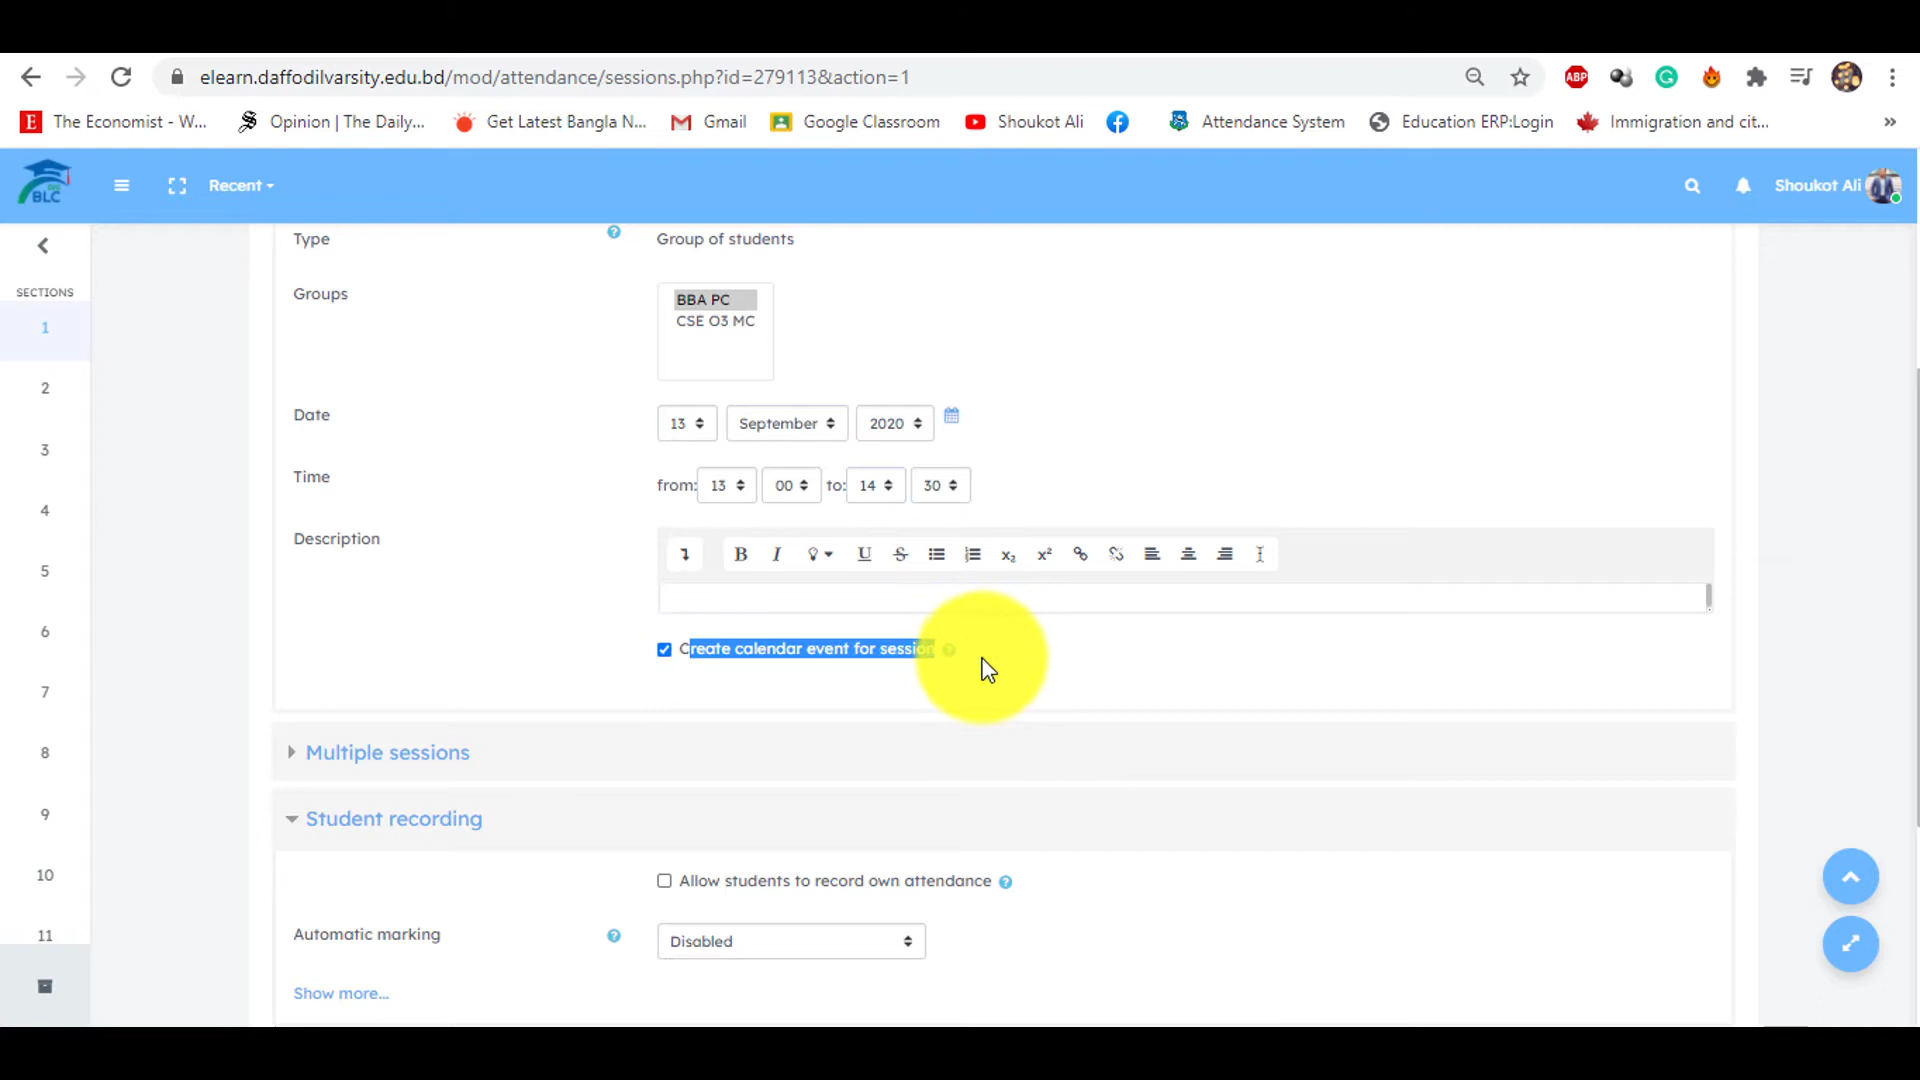 elearn.daffodilvarsity.edu.bd/mod/attendance/sessions.php?id=279113&action=1
ABP
E The Economist - W... Opinion | The Daily... Get Latest Bangla N... Gmail Google Classroom Shoukot Ali Attendance System Education ERP:Login Immigration and cit... »
BLC Recent Shoukot Ali
Type Group of students
SECTIONS
Groups BBA PC
CSE O3 MC
1
2
3
4
5
6
7
8
9
10
11
Date 13 September 2020
Time from: 13 00 to: 14 30
Description
B I U S x₂ x²
Create calendar event for session
Multiple sessions
Student recording
Allow students to record own attendance
Automatic marking Disabled
Show more...